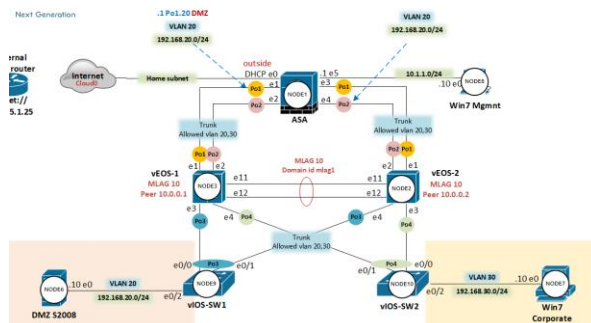 Next Generation
.1 Po1.20 DMZ
VLAN 20
192.168.20.0/24
VLAN 20
192.168.20.0/24
ernal
router
et://
5.1.25
Internet
Cloud0
Home subnet
outside
DHCP e0
.1 e5
10.1.1.0/24
.10 e0
NODE8
Win7 Mgmnt
Po1
e1
e3
Po1
NODE1
Po2
e2
e4
Po2
ASA
Trunk
Allowed vlan 20,30
Trunk
Allowed vlan 20,30
Po1
Po2
Po2
Po1
vEOS-1
e1
e2
MLAG 10
Domain id mlag1
e2
e1
vEOS-2
MLAG 10
Peer 10.0.0.1
NODE3
e11
e11
NODE2
MLAG 10
Peer 10.0.0.2
e12
e12
e3
e4
e3
e4
Po3
Po4
Po3
Po4
Trunk
Allowed vlan 20,30
e0/0
Po3
e0/1
Po4
e0/0
e0/1
NODE6
.10 e0
VLAN 20
192.168.20.0/24
e0/2
NODE9
vIOS-SW1
DMZ S2008
NODE10
vIOS-SW2
e0/2
VLAN 30
192.168.30.0/24
.10 e0
NODE7
Win7
Corporate